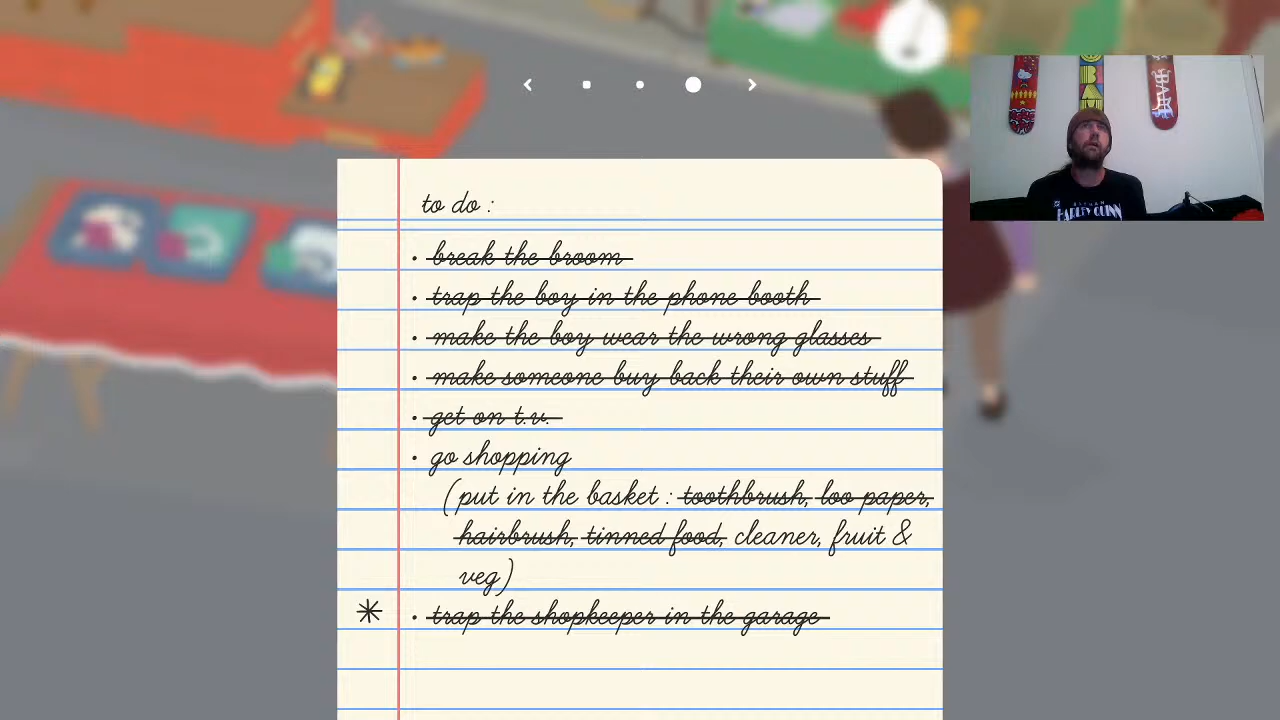 to do :
• break the broom
• trap the boy in the phone booth
• make the boy wear the wrong glasses
• make someone buy back their own stuff
• get on t.v.
• go shopping
(put in the basket : toothbrush, loo paper,
hairbrush, tinned food, cleaner, fruit &
veg)
• trap the shopkeeper in the garage
HARLEY QUINN